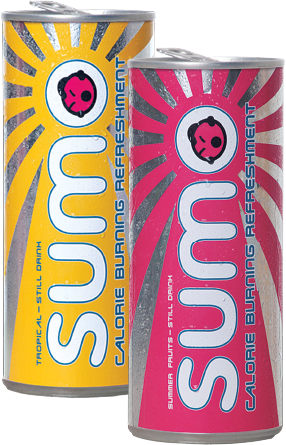 TROPICAL – STILL DRINK
sumo
CALORIE BURNING REFRESHMENT
SUMMER FRUITS – STILL DRINK
sumo
CALORIE BURNING REFRESHMENT